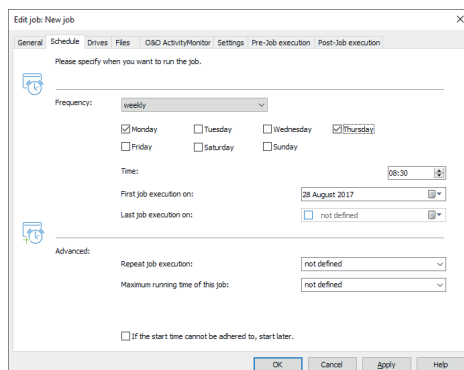 Edit job: New job
General Schedule Drives Files O&O ActivityMonitor Settings Pre-Job execution Post-Job execution
Please specify when you want to run the job.
Frequency: weekly
Monday Tuesday Wednesday Thursday
Friday Saturday Sunday
Time: 08:30
First job execution on: 28 August 2017
Last job execution on: not defined
Advanced:
Repeat job execution: not defined
Maximum running time of this job: not defined
If the start time cannot be adhered to, start later.
OK Cancel Apply Help